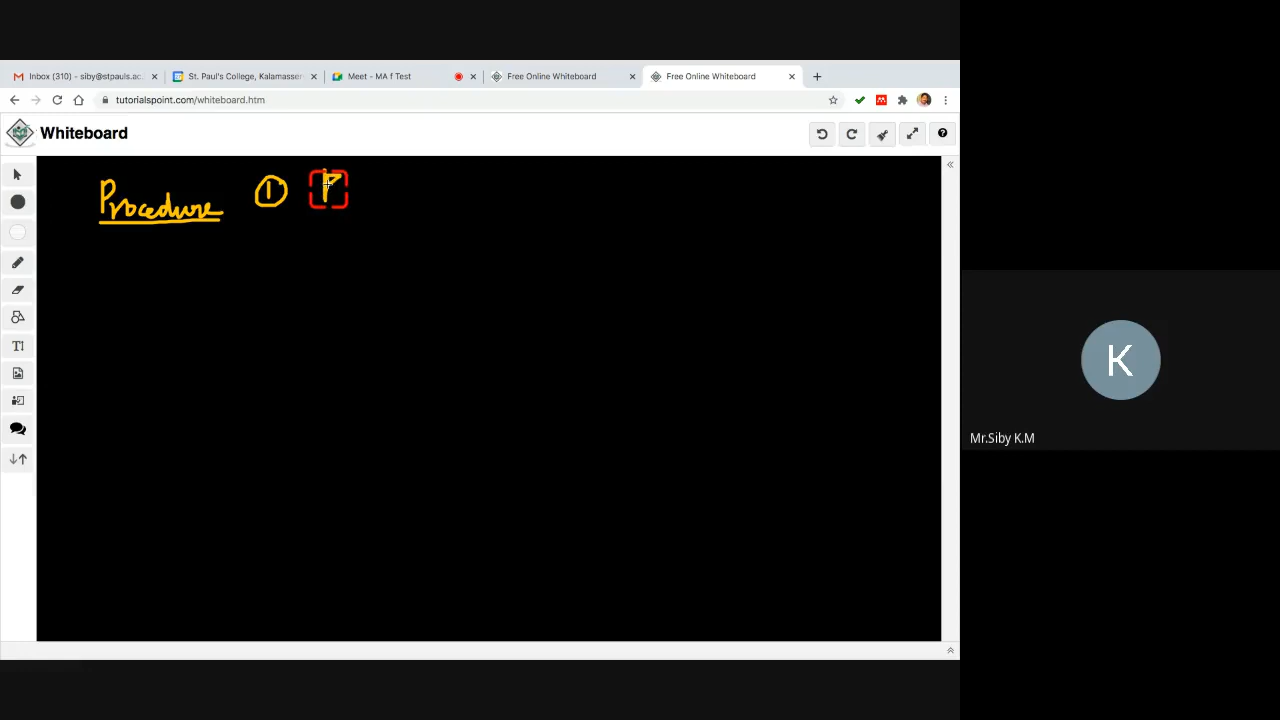 Inbox (310) - siby@stpauls.ac. St. Paul's College, Kalamasser Meet - MA f Test Free Online Whiteboard Free Online Whiteboard
tutorialspoint.com/whiteboard.htm
Whiteboard
Procedure ①
K
Mr.Siby K.M